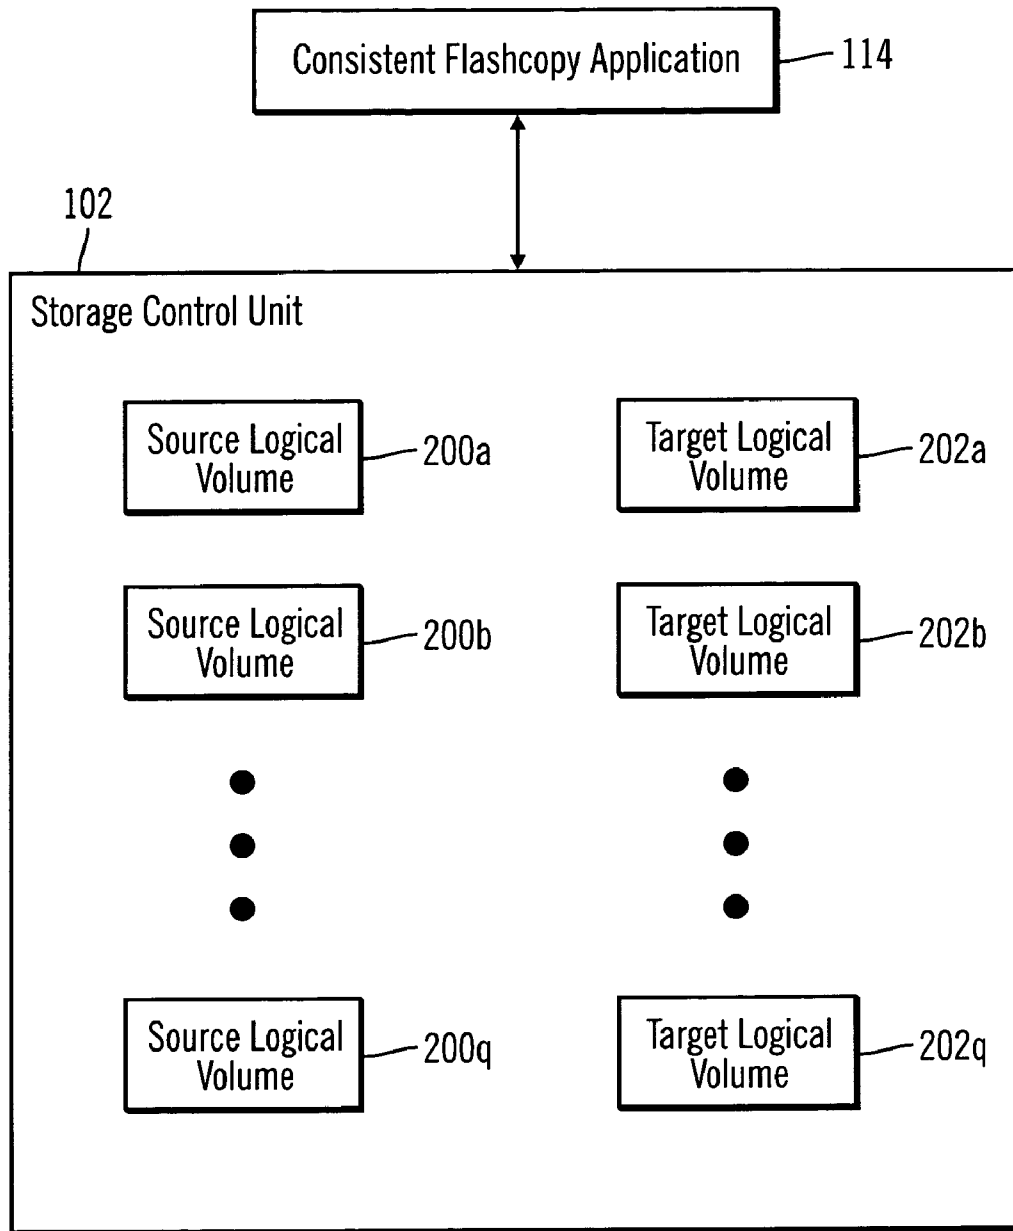 Consistent Flashcopy Application
114
102
Storage Control Unit
Source Logical
Volume
200a
Target Logical
Volume
202a
Source Logical
Volume
200b
Target Logical
Volume
202b
Source Logical
Volume
200q
Target Logical
Volume
202q